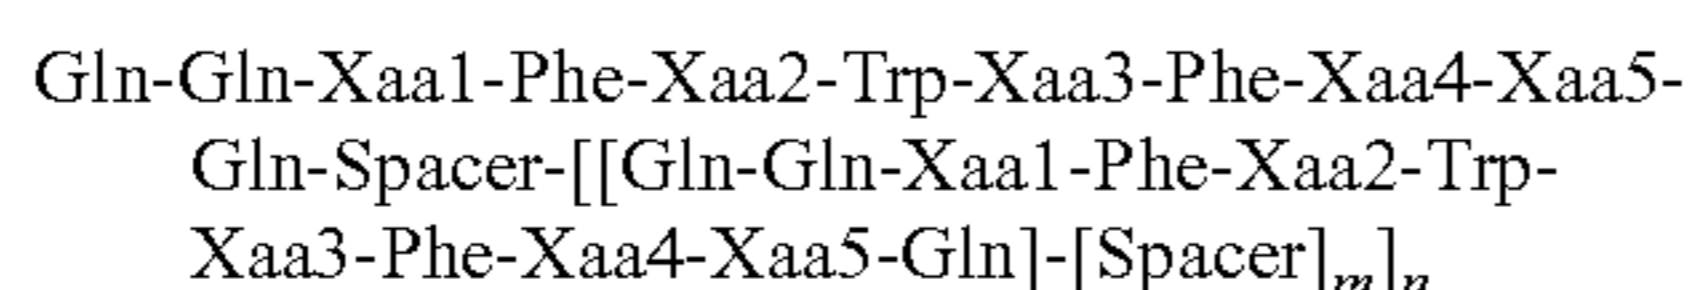 Gln-Gln-Xaa1-Phe-Xaa2-Trp-Xaa3-Phe-Xaa4-Xaa5-
Gln-Spacer-[[Gln-Gln-Xaa1-Phe-Xaa2-Trp-
Xaa3-Phe-Xaa4-Xaa5-Gln]-[Spacer]m]n